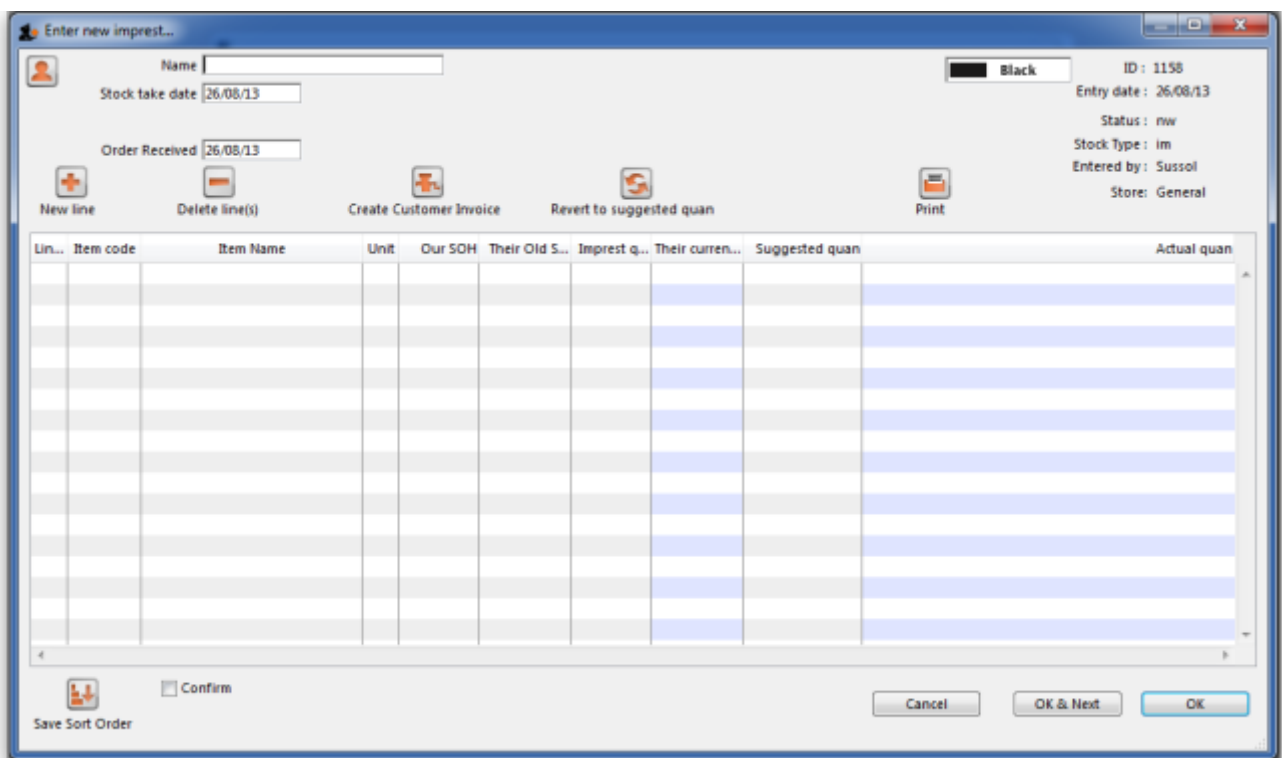 Enter new imprest...
Name
Black
ID : 1158
Stock take date 26/08/13
Entry date : 26/08/13
Status : nw
Order Received 26/08/13
Stock Type : im
Entered by : Sussol
Store: General
New line Delete line(s) Create Customer Invoice Revert to suggested quan Print
Lin... Item code Item Name Unit Our SOH Their Old S... Imprest q... Their curren... Suggested quan Actual quan
Confirm
Save Sort Order
Cancel OK & Next OK